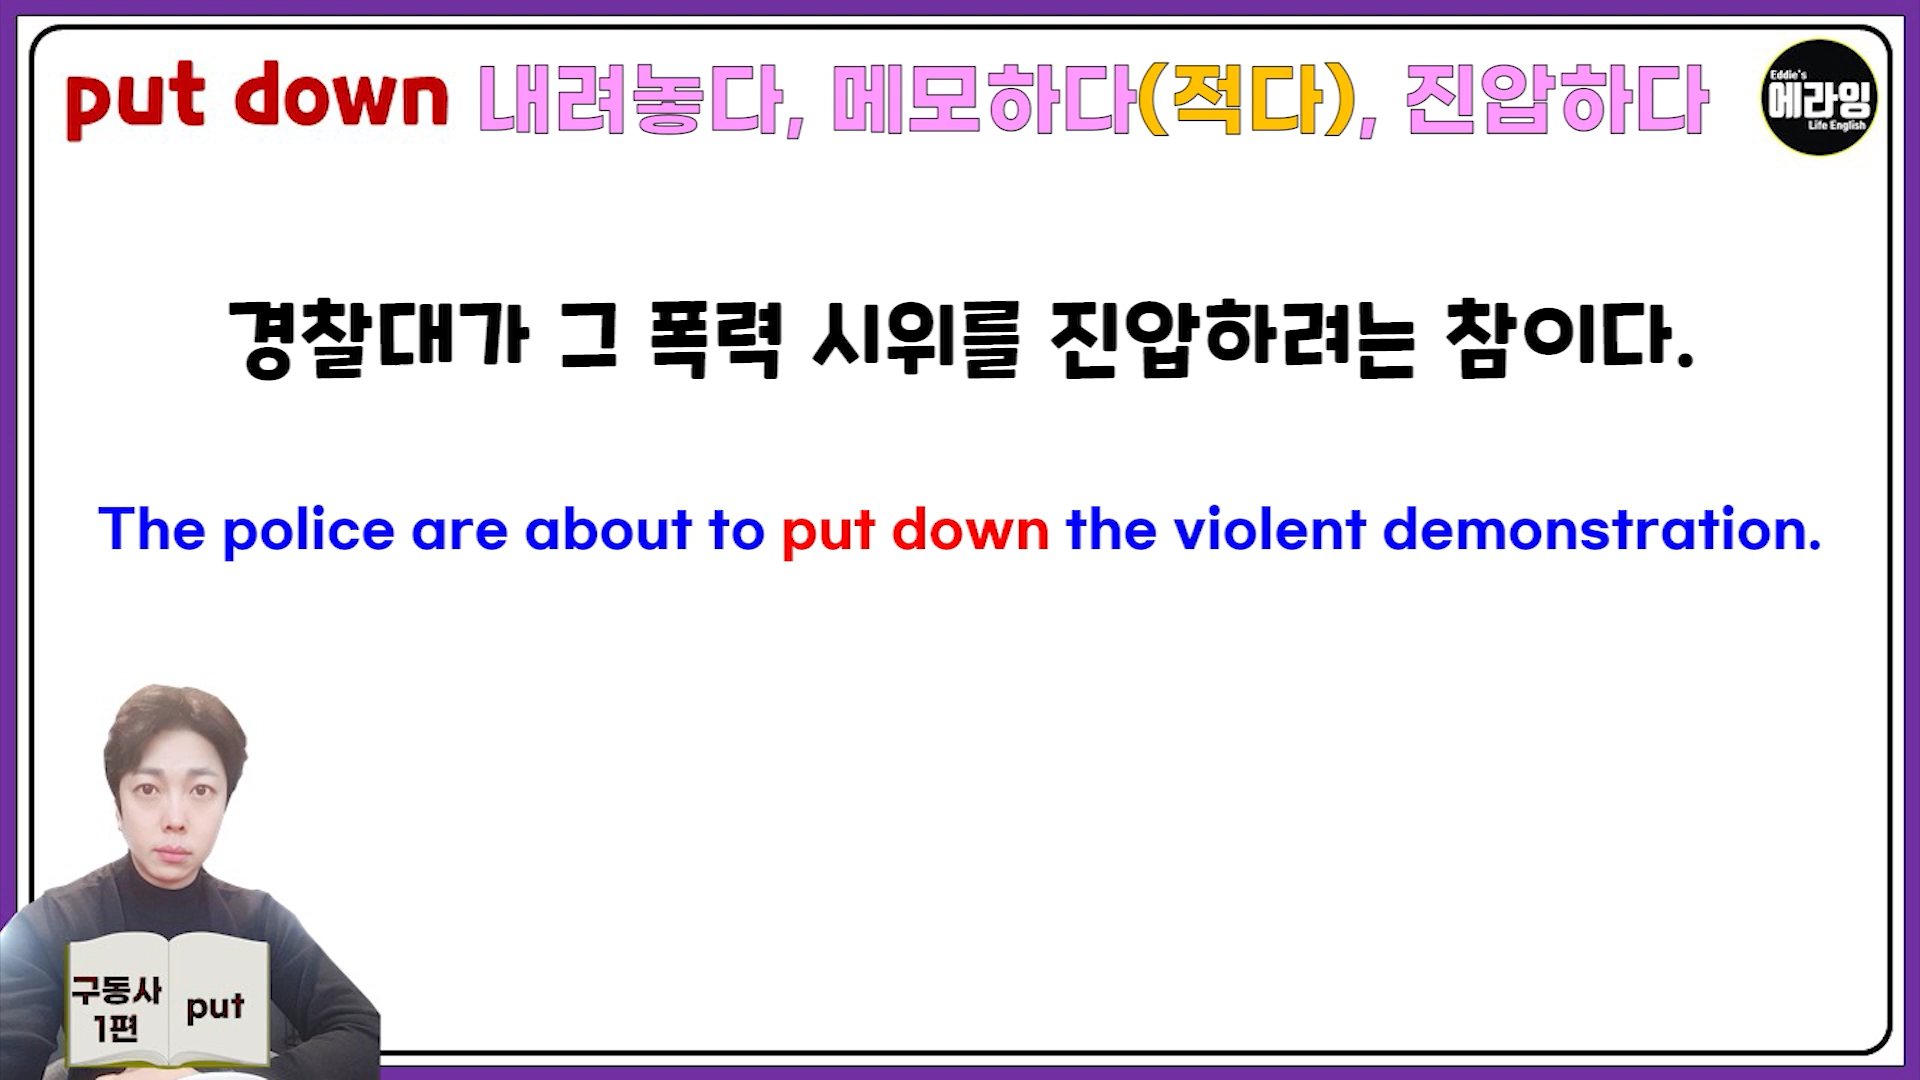 put down 내려놓다, 메모하다(적다), 진압하다
Eddie's
에라잉
Life English
경찰대가 그 폭력 시위를 진압하려는 참이다.
The police are about to put down the violent demonstration.
구동사
1편
put